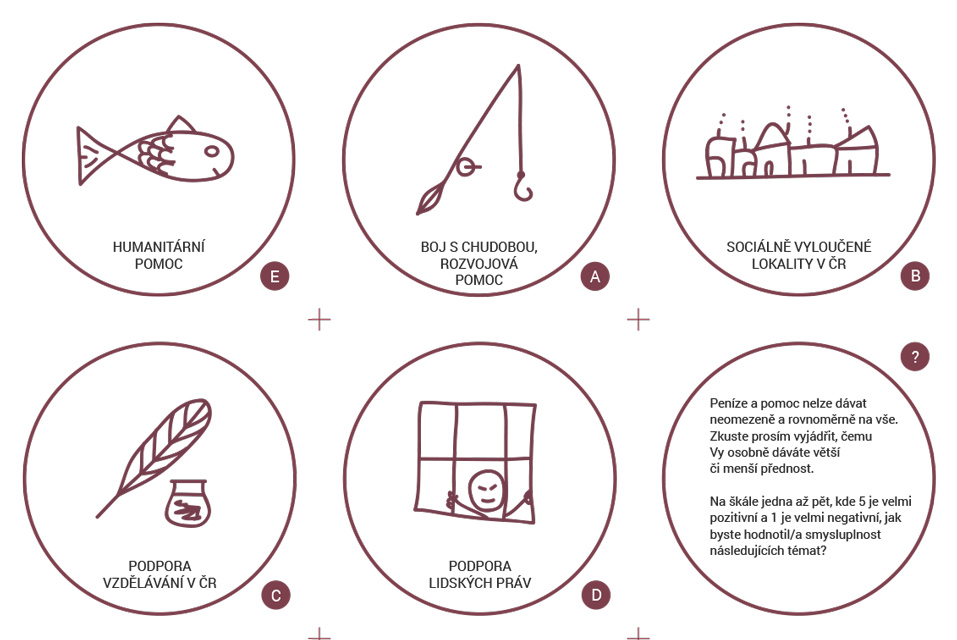 HUMANITÁRNÍ
POMOC
E
BOJ S CHUDOBOU,
ROZVOJOVÁ
POMOC
A
SOCIÁLNĚ VYLOUČENÉ
LOKALITY V ČR
B
PODPORA
VZDĚLÁVÁNÍ V ČR
C
PODPORA
LIDSKÝCH PRÁV
D
?
Peníze a pomoc nelze dávat
neomezeně a rovnoměrně na vše.
Zkuste prosím vyjádřit, čemu
Vy osobně dáváte větší
či menší přednost.
Na škále jedna až pět, kde 5 je velmi
pozitivní a 1 je velmi negativní, jak
byste hodnotil/a smysluplnost
následujících témat?